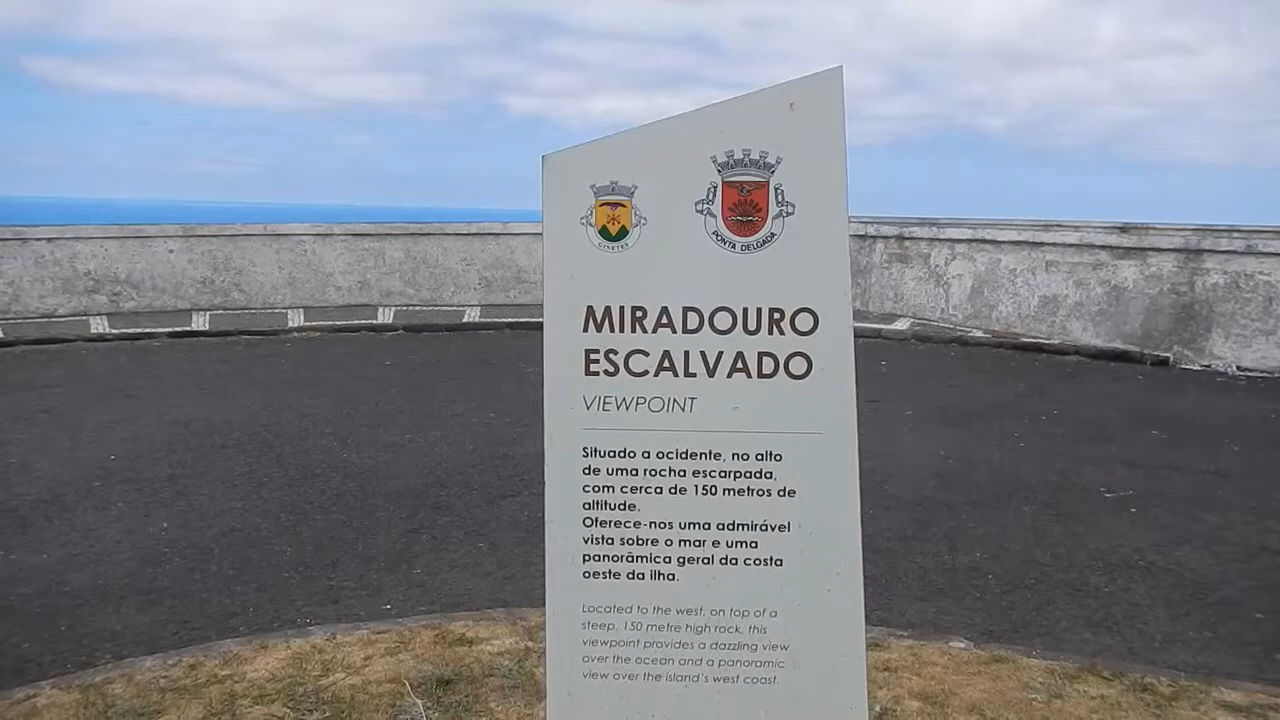 GINETES
PONTA DELGADA
MIRADOURO
ESCALVADO
VIEWPOINT
Situado a ocidente, no alto
de uma rocha escarpada,
com cerca de 150 metros de
altitude.
Oferece-nos uma admirável
vista sobre o mar e uma
panorâmica geral da costa
oeste da ilha.
Located to the west, on top of a
steep, 150 metre high rock, this
viewpoint provides a dazzling view
over the ocean and a panoramic
view over the island's west coast.